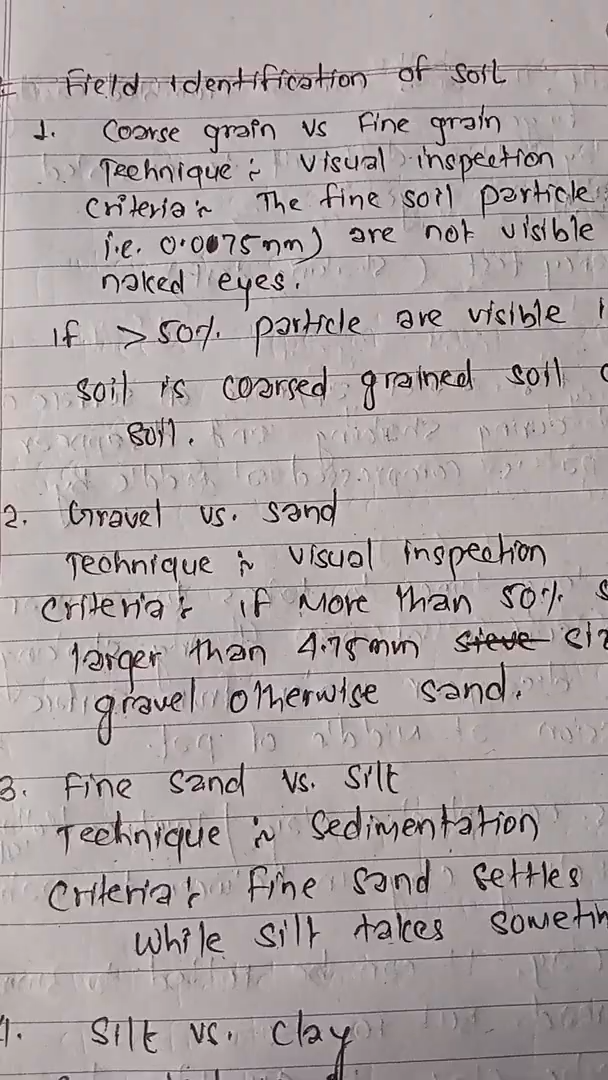 Field identification of soil
1. Coarse grain vs Fine grain
Technique :- visual inspection
Criteria :- The fine soil particle
i.e. 0.0075mm) are not visible
naked eyes.
if > 50% particle are visible
soil is coarsed grained soil
soil.
2. Gravel vs. sand
Technique :- visual inspection
Criteria :- if More than 50%
larger than 4.75mm sieve siz
gravel otherwise sand.
3. Fine sand vs. silt
Technique :- Sedimentation
Criteria :- Fine sand settles
While silt takes sometim
4. Silt vs. clay